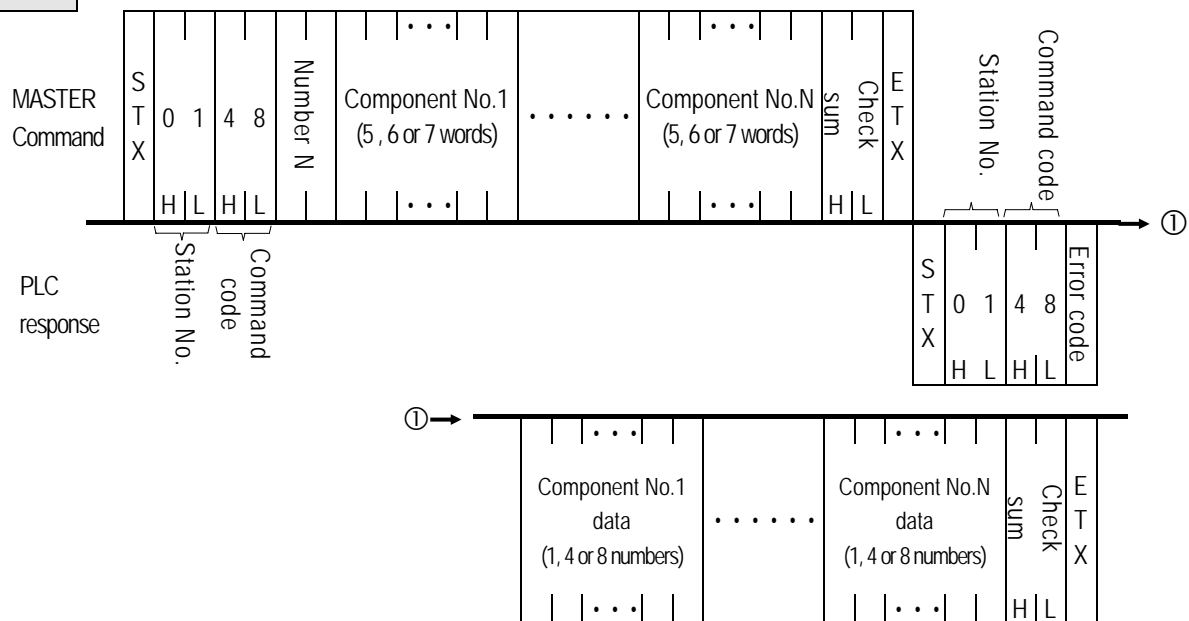 MASTER
Command
S
T
X
0 1
H L
4 8
H L
Number N
Component No.1
(5 , 6 or 7 words)
Component No.N
(5, 6 or 7 words)
Check
sum
H L
E
T
X
Station No.
Command code
①
PLC
response
Station No.
Command
code
S
T
X
0 1
H L
4 8
H L
Error code
①
Component No.1
data
(1, 4 or 8 numbers)
Component No.N
data
(1, 4 or 8 numbers)
Check
sum
H L
E
T
X